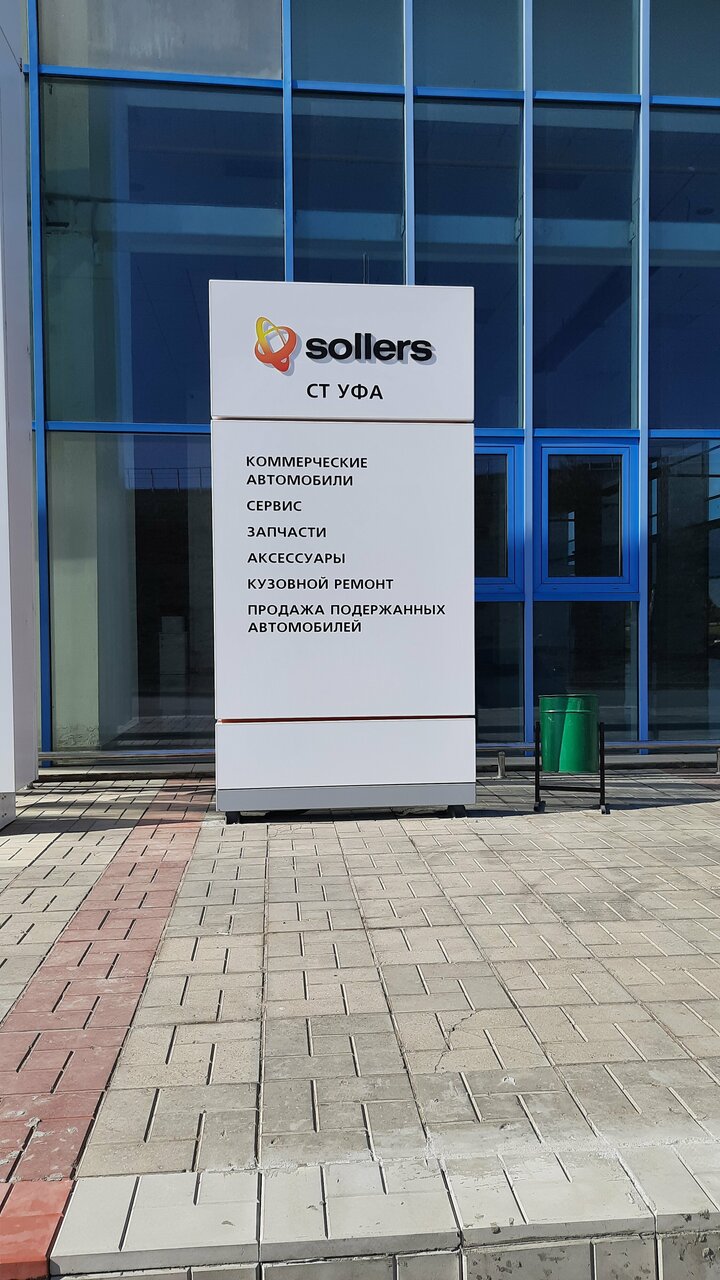 sollers
СТ УФА
КОММЕРЧЕСКИЕ
АВТОМОБИЛИ
СЕРВИС
ЗАПЧАСТИ
АКСЕССУАРЫ
КУЗОВНОЙ РЕМОНТ
ПРОДАЖА ПОДЕРЖАННЫХ
АВТОМОБИЛЕЙ